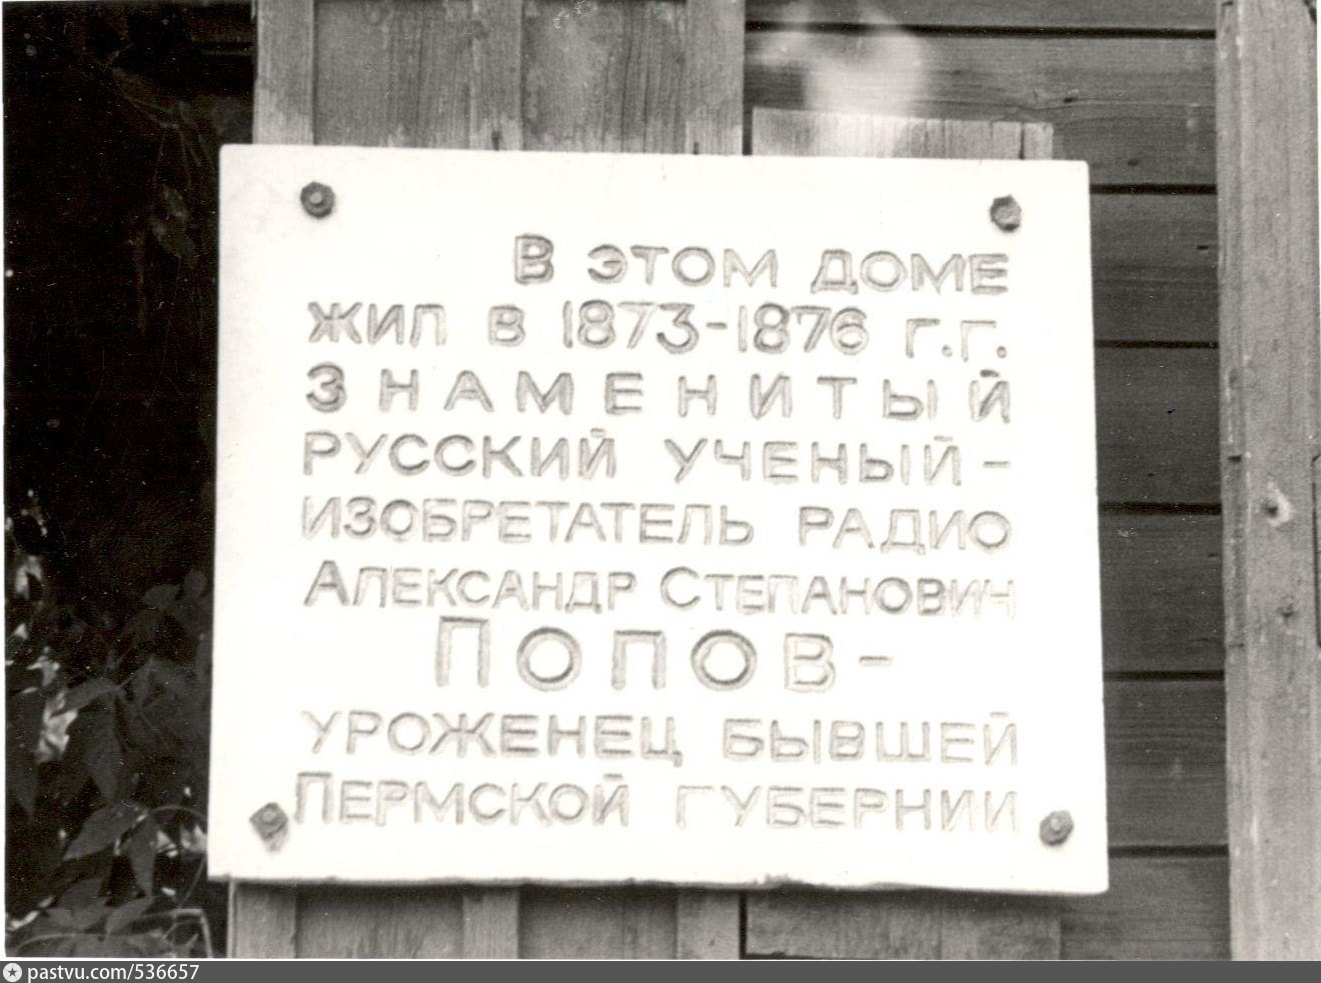 В ЭТОМ ДОМЕ
ЖИЛ В 1873-1876 Г.Г.
ЗНАМЕНИТЫЙ
РУССКИЙ УЧЕНЫЙ-
ИЗОБРЕТАТЕЛЬ РАДИО
АЛЕКСАНДР СТЕПАНОВИЧ
ПОПОВ-
УРОЖЕНЕЦ БЫВШЕЙ
ПЕРМСКОЙ ГУБЕРНИИ
pastvu.com/536657